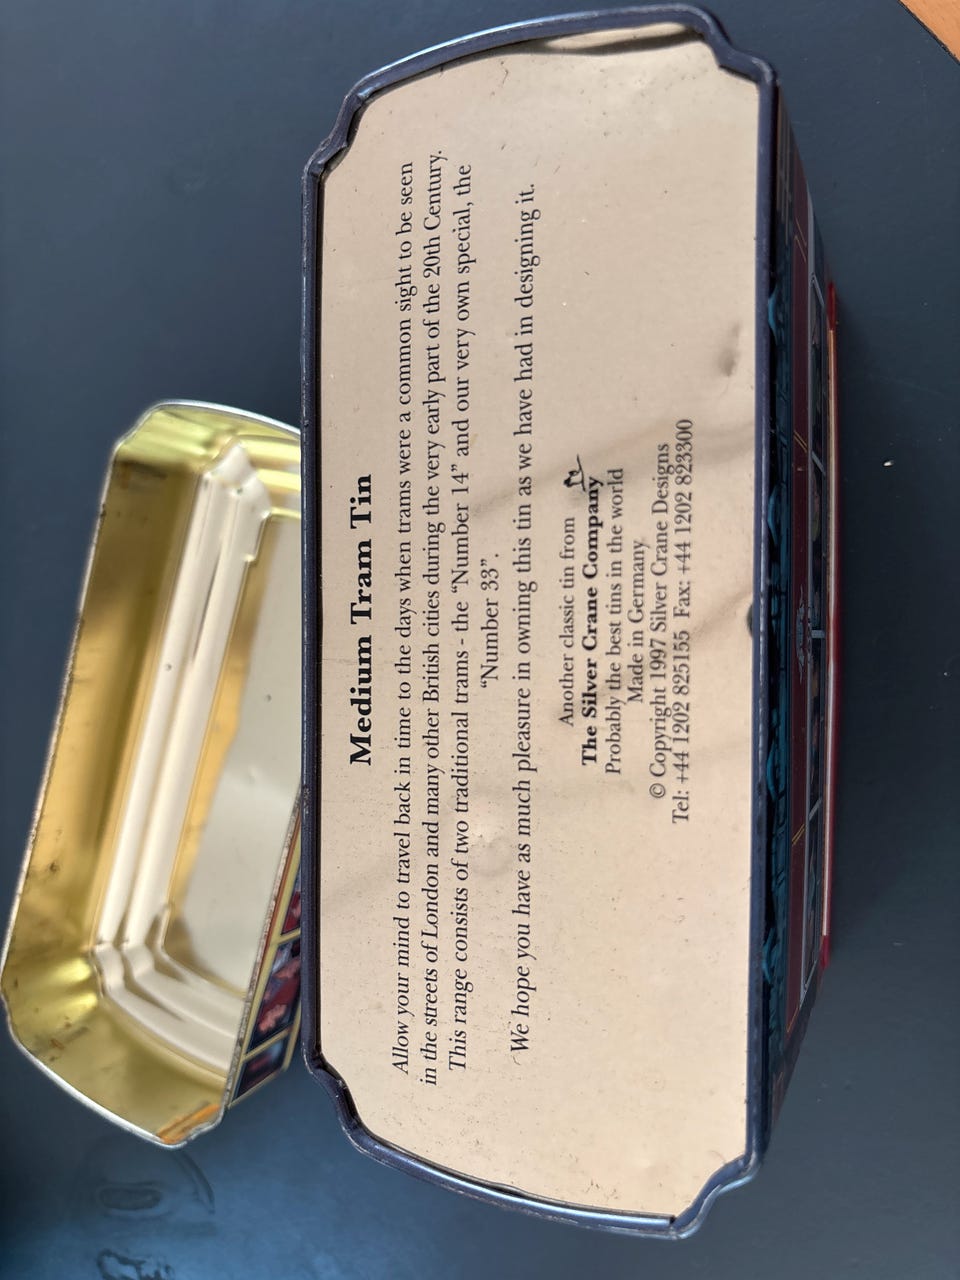 Medium Tram Tin
Allow your mind to travel back in time to the days when trams were a common sight to be seen
in the streets of London and many other British cities during the very early part of the 20th Century.
This range consists of two traditional trams - the “Number 14” and our very own special, the
“Number 33”.
We hope you have as much pleasure in owning this tin as we have had in designing it.
Another classic tin from
The Silver Crane Company
Probably the best tins in the world
Made in Germany
© Copyright 1997 Silver Crane Designs
Tel: +44 1202 825155 Fax: +44 1202 823300